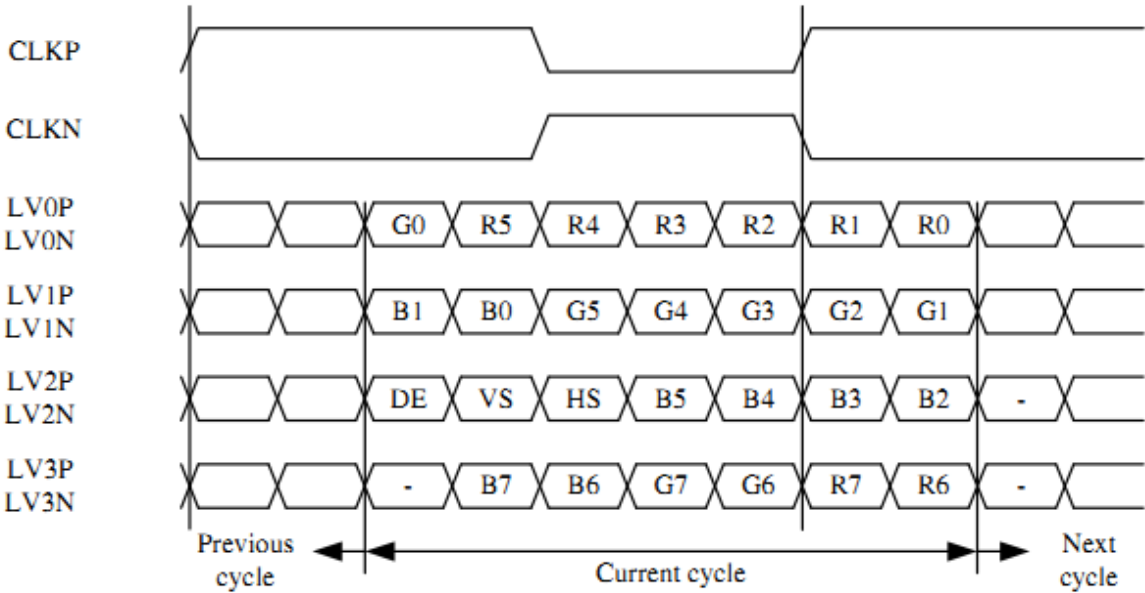 CLKP
CLKN
LV0P
LV0N
G0 R5 R4 R3 R2 R1 R0
LV1P
LV1N
B1 B0 G5 G4 G3 G2 G1
LV2P
LV2N
DE VS HS B5 B4 B3 B2 -
LV3P
LV3N
- B7 B6 G7 G6 R7 R6 -
Previous
cycle
Current cycle
Next
cycle